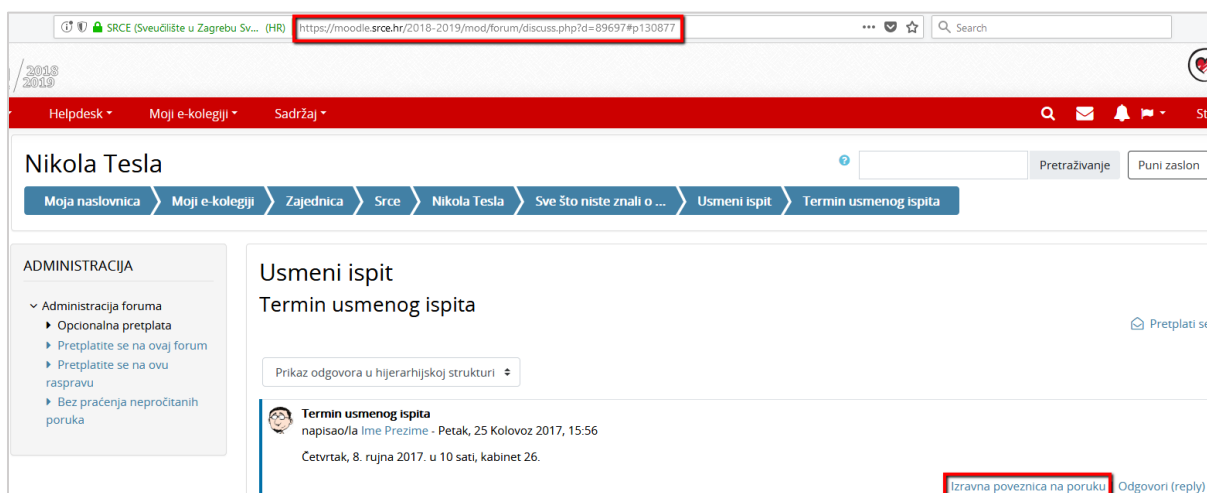 SRCE (Sveučilište u Zagrebu Sv... (HR) https://moodle.srce.hr/2018-2019/mod/forum/discuss.php?d=89697#p130877 Search
2018
2019
Helpdesk Moji e-kolegiji Sadržaj St
Nikola Tesla
Pretraživanje Puni zaslon
Moja naslovnica Moji e-kolegiji Zajednica Srce Nikola Tesla Sve što niste znali o ... Usmeni ispit Termin usmenog ispita
ADMINISTRACIJA
Administracija foruma
Opcionalna pretplata
Pretplatite se na ovaj forum
Pretplatite se na ovu
raspravu
Bez praćenja nepročitanih
poruka
Usmeni ispit
Termin usmenog ispita
Pretplati se
Prikaz odgovora u hijerarhijskoj strukturi
Termin usmenog ispita
napisao/la Ime Prezime - Petak, 25 Kolovoz 2017, 15:56
Četvrtak, 8. rujna 2017. u 10 sati, kabinet 26.
Izravna poveznica na poruku Odgovori (reply)